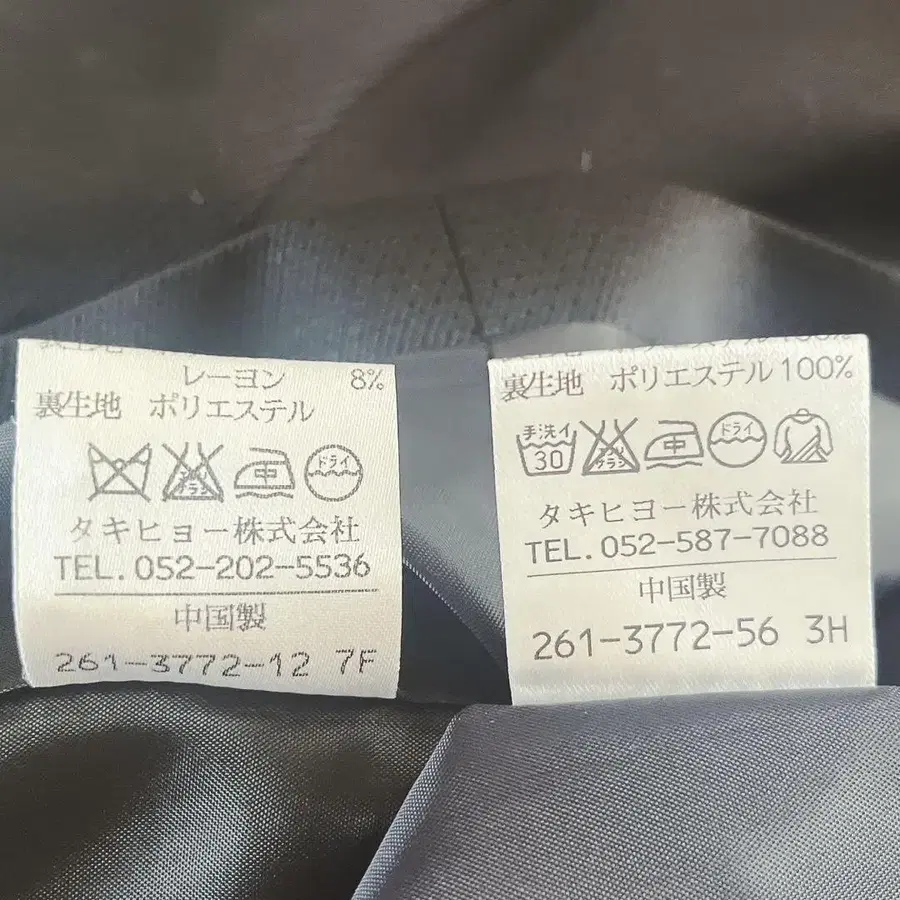 レーヨン 8%
裏生地 ポリエステル
ドライ
タキヒヨー株式会社
TEL.052-202-5536
中国製
261-3772-12 7F
裏生地 ポリエステル100%
手洗イ
30
中
ドライ
タキヒヨー株式会社
TEL.052-587-7088
中国製
261-3772-56 3H